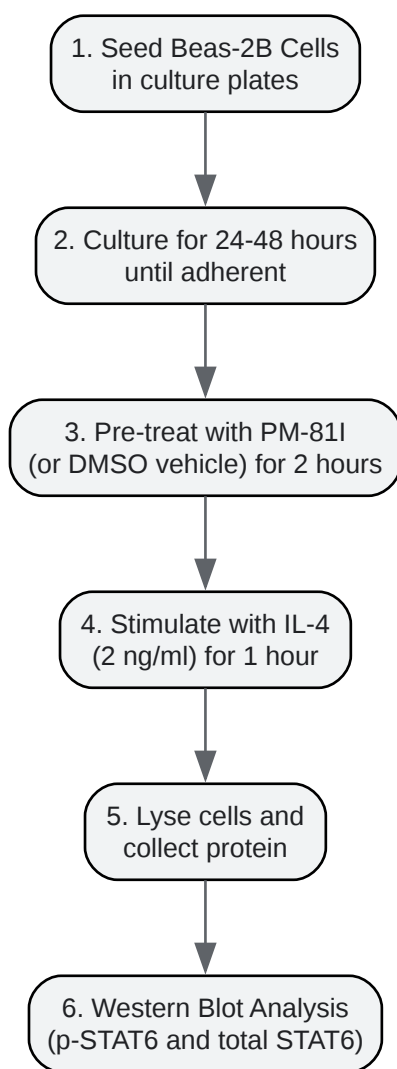 1. Seed Beas-2B Cells
in culture plates
2. Culture for 24-48 hours
until adherent
3. Pre-treat with PM-81I
(or DMSO vehicle) for 2 hours
4. Stimulate with IL-4
(2 ng/ml) for 1 hour
5. Lyse cells and
collect protein
6. Western Blot Analysis
(p-STAT6 and total STAT6)